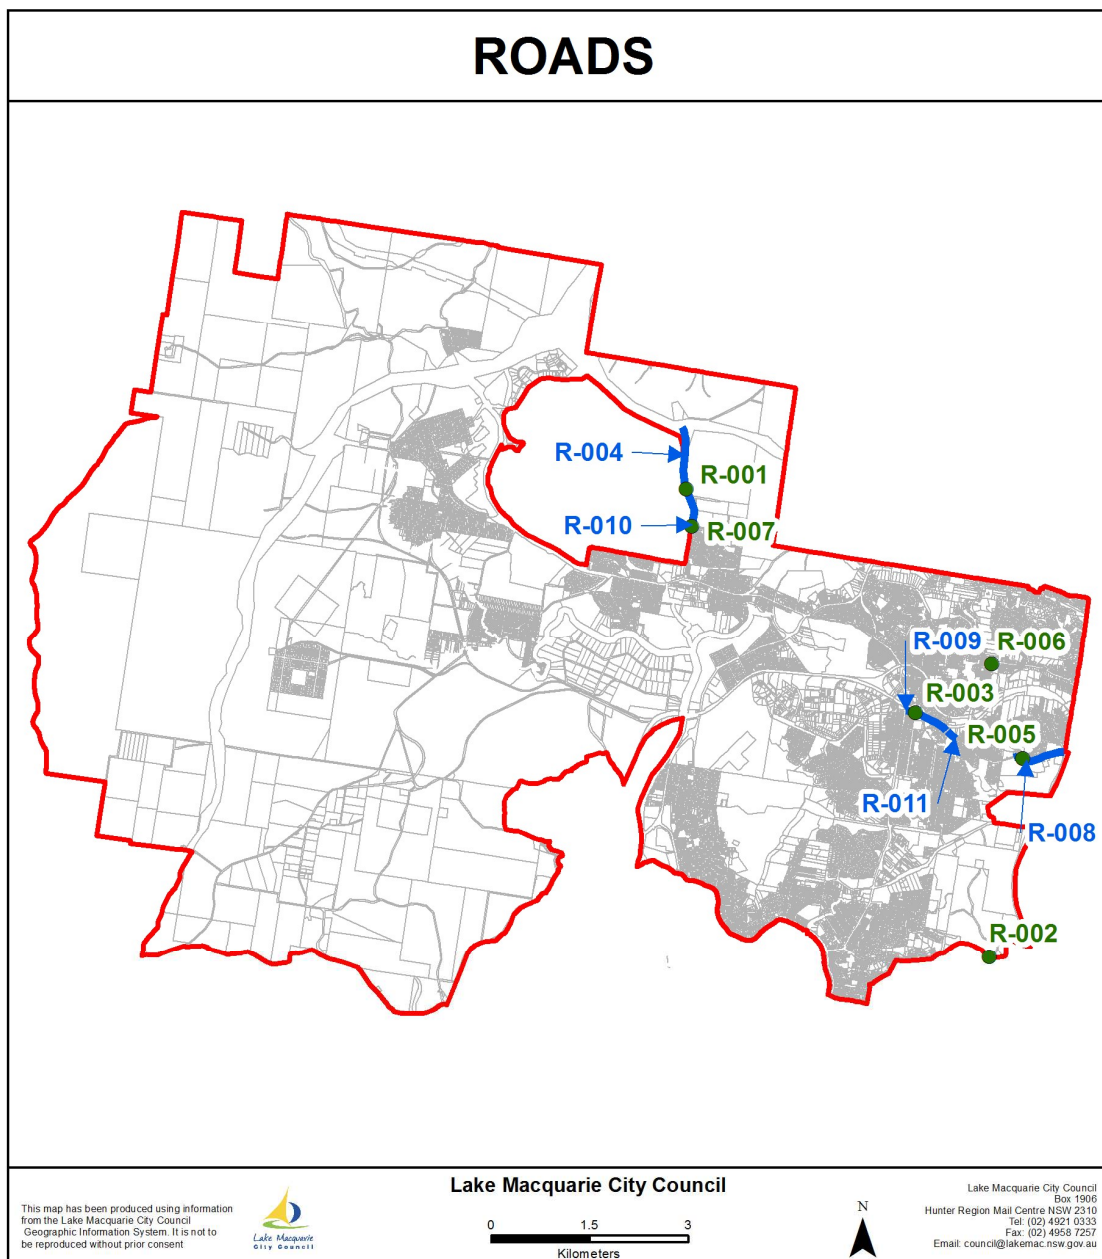 ROADS
R-004
R-001
R-010
R-007
R-009
R-006
R-003
R-005
R-011
R-008
R-002
Lake Macquarie City Council
This map has been produced using information
from the Lake Macquarie City Council
Geographic Information System. It is not to
be reproduced without prior consent
Lake Macquarie
City Council
0 1.5 3
Kilometers
N
Lake Macquarie City Council
Box 1906
Hunter Region Mail Centre NSW 2310
Tel: (02) 4921 0333
Fax: (02) 4958 7257
Email: council@lakemac.nsw.gov.au